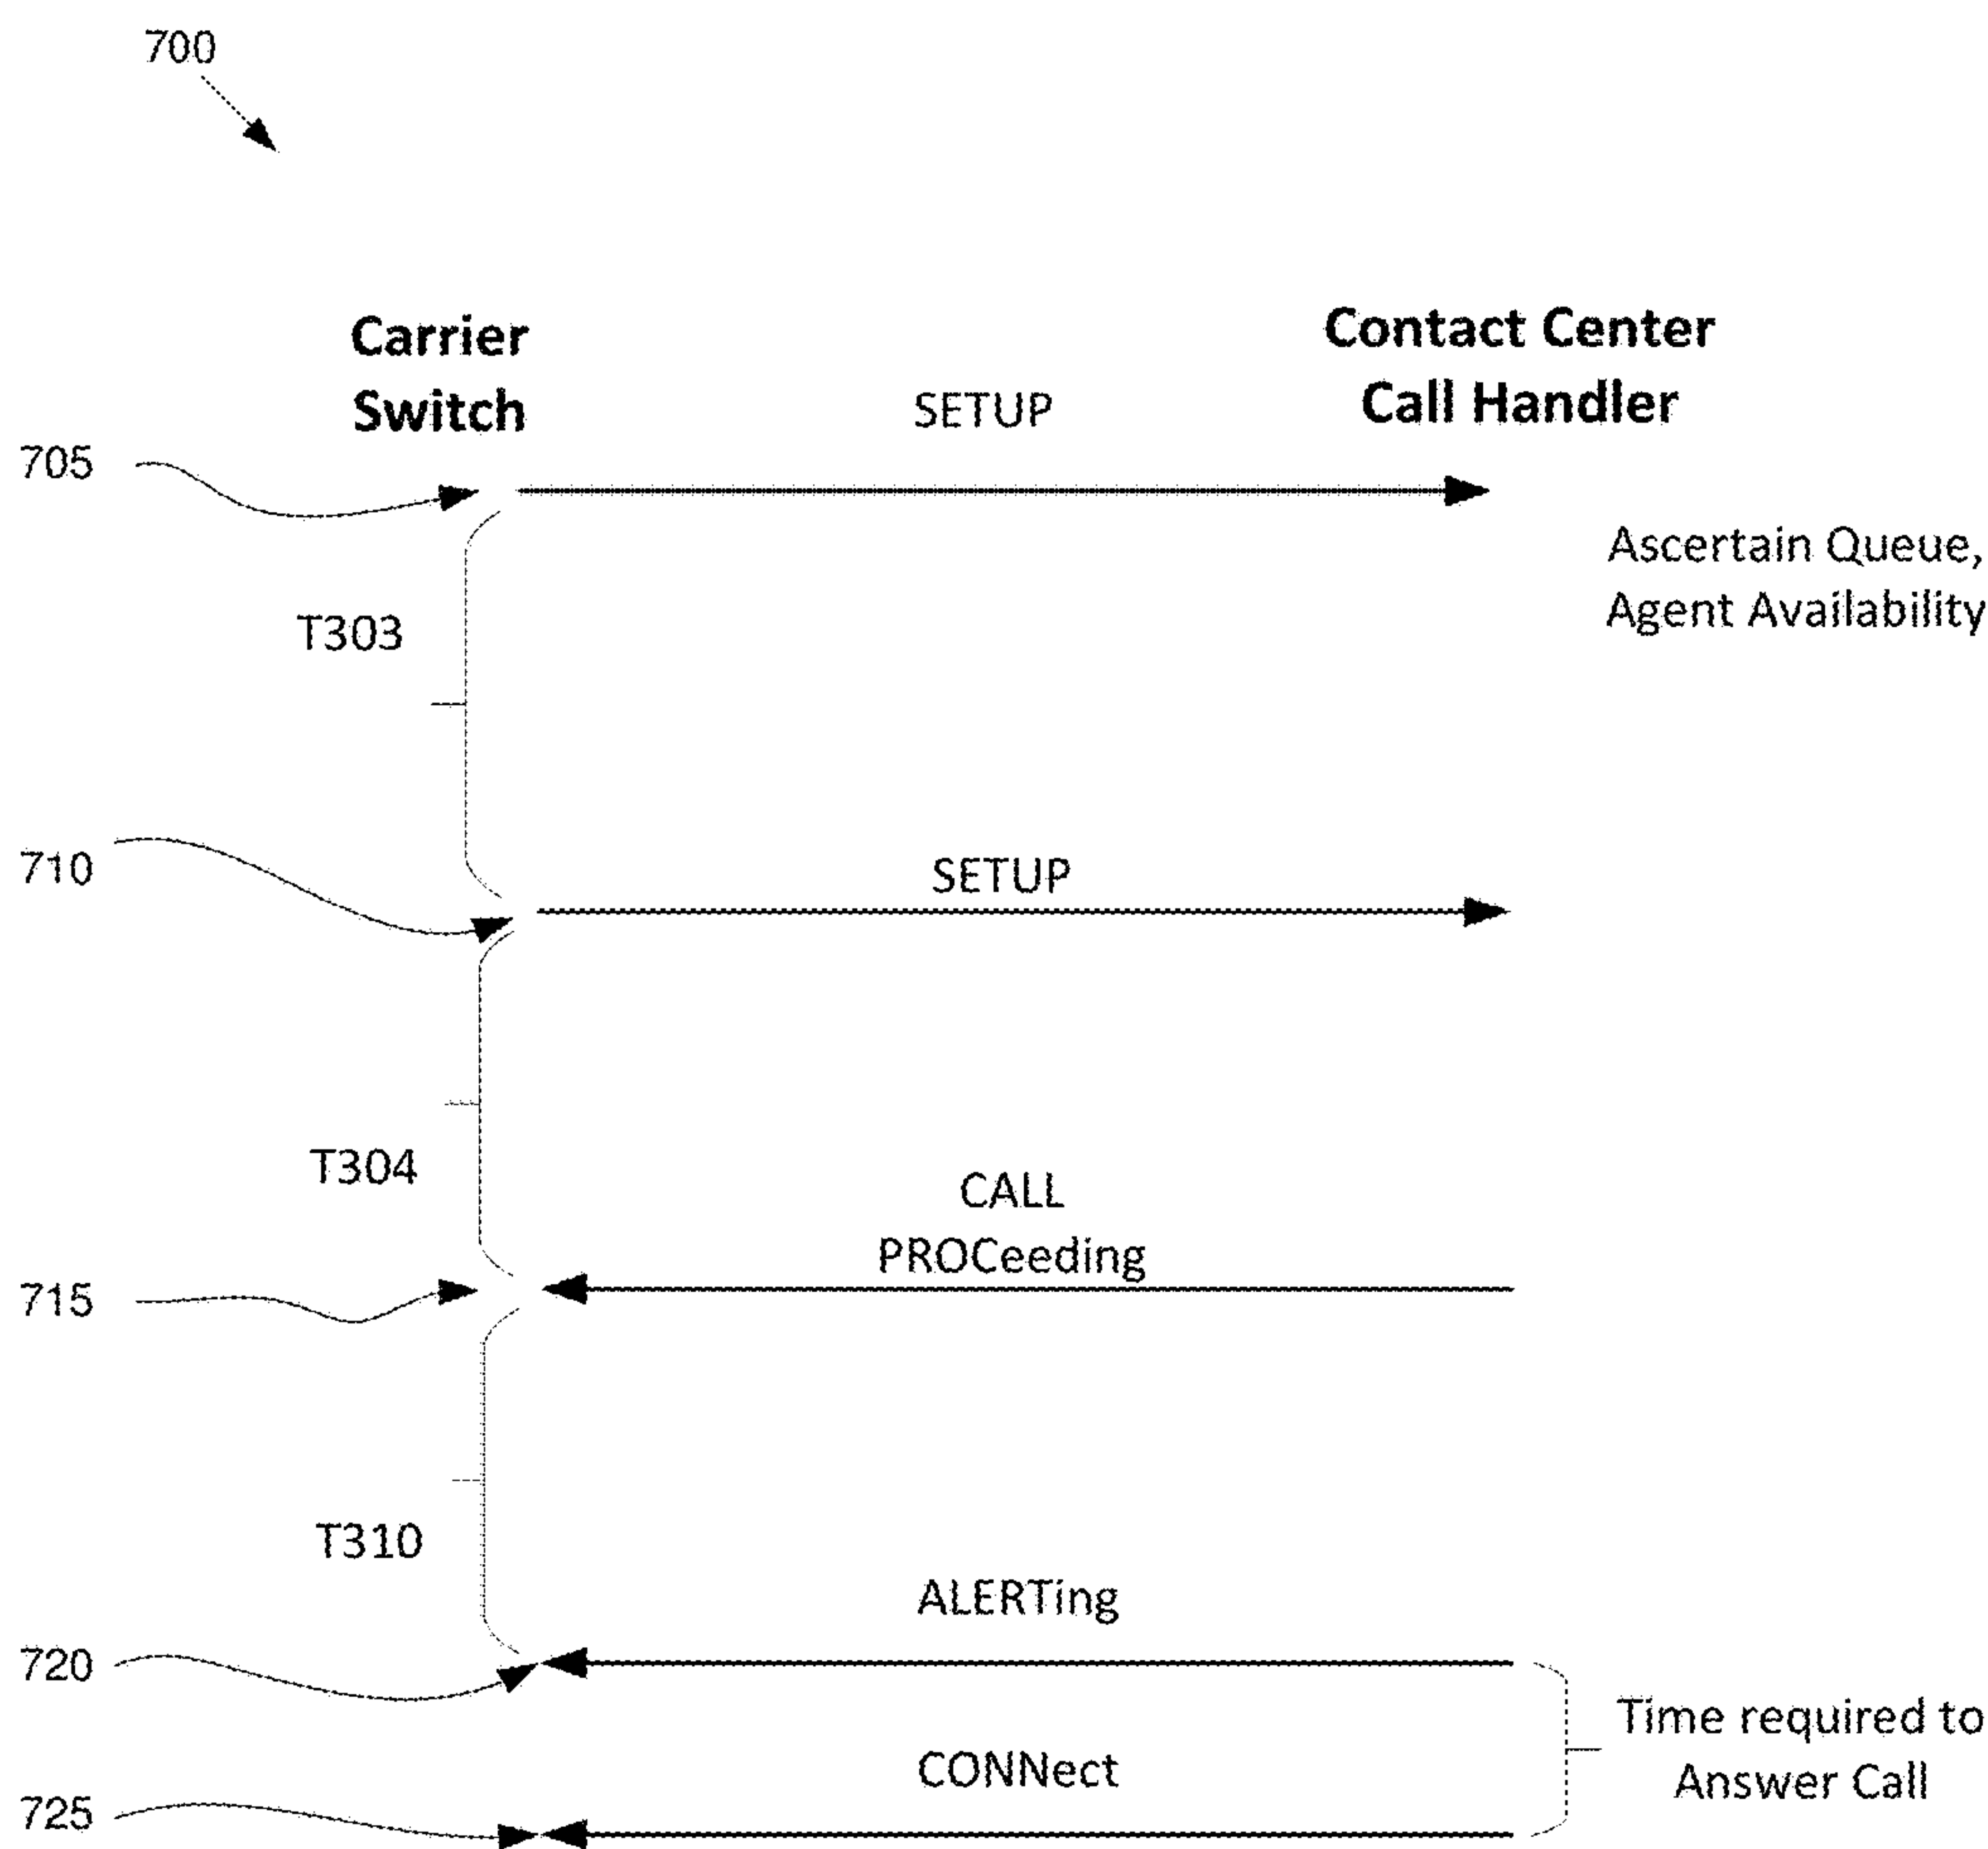 700
Carrier
Switch
SETUP
Contact Center
Call Handler
705
Ascertain Queue,
Agent Availability
T303
710
SETUP
T304
CALL
PROCeeding
715
T310
ALERTing
720
Time required to
Answer Call
CONNect
725